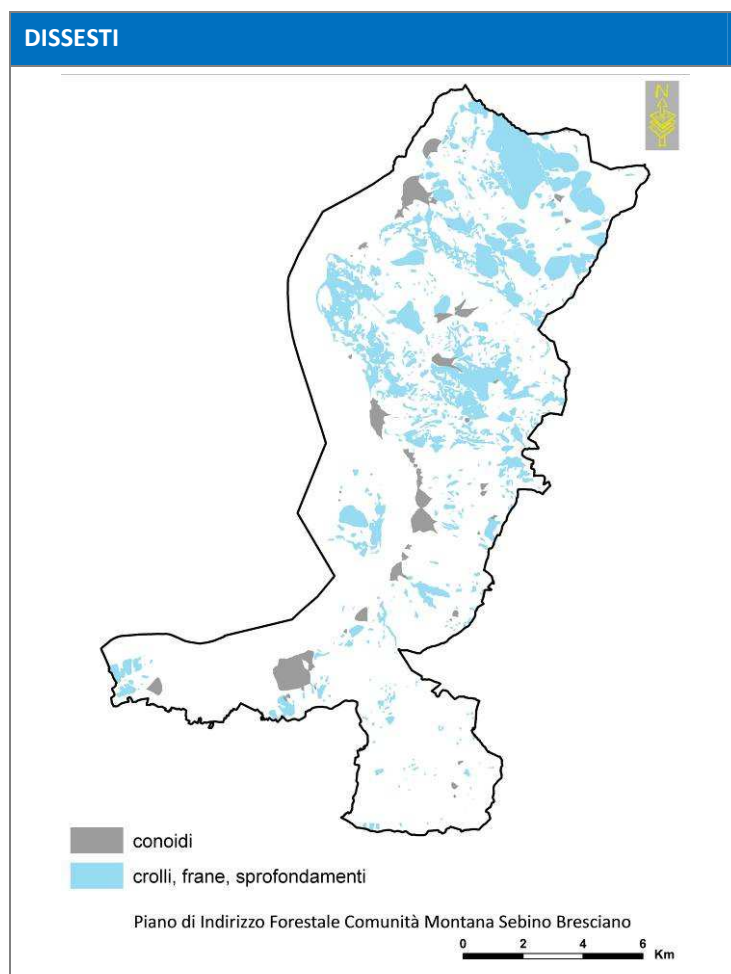 DISSESTI
N
conoidi
crolli, frane, sprofondamenti
Piano di Indirizzo Forestale Comunità Montana Sebino Bresciano
0 2 4 6 Km